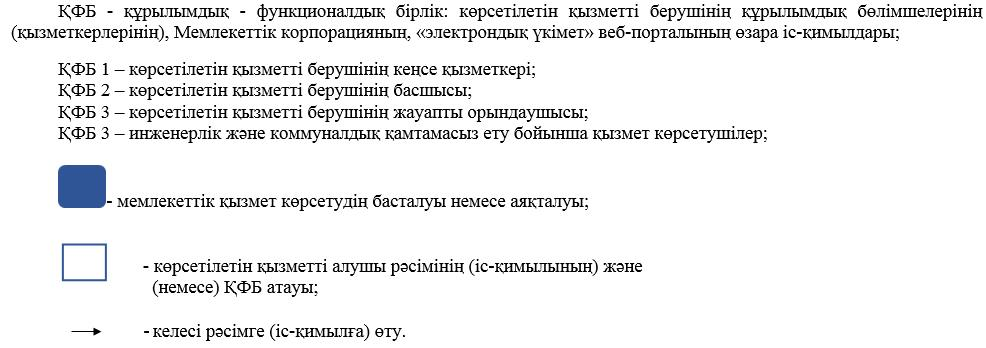 ҚФБ - құрылымдық - функционалдық бірлік: көрсетілетін қызметті берушінің құрылымдық бөлімшелерінің
(қызметкерлерінің), Мемлекеттік корпорацияның, «электрондық үкімет» веб-порталының өзара іс-қимылдары;
ҚФБ 1 – көрсетілетін қызметті берушінің кеңсе қызметкері;
ҚФБ 2 – көрсетілетін қызметті берушінің басшысы;
ҚФБ 3 – көрсетілетін қызметті берушінің жауапты орындаушысы;
ҚФБ 3 – инженерлік және коммуналдық қамтамасыз ету бойынша қызмет көрсетушілер;
- мемлекеттік қызмет көрсетудің басталуы немесе аяқталуы;
- көрсетілетін қызметті алушы рәсімінің (іс-қимылының) және
(немесе) ҚФБ атауы;
- келесі рәсімге (іс-қимылға) өту.